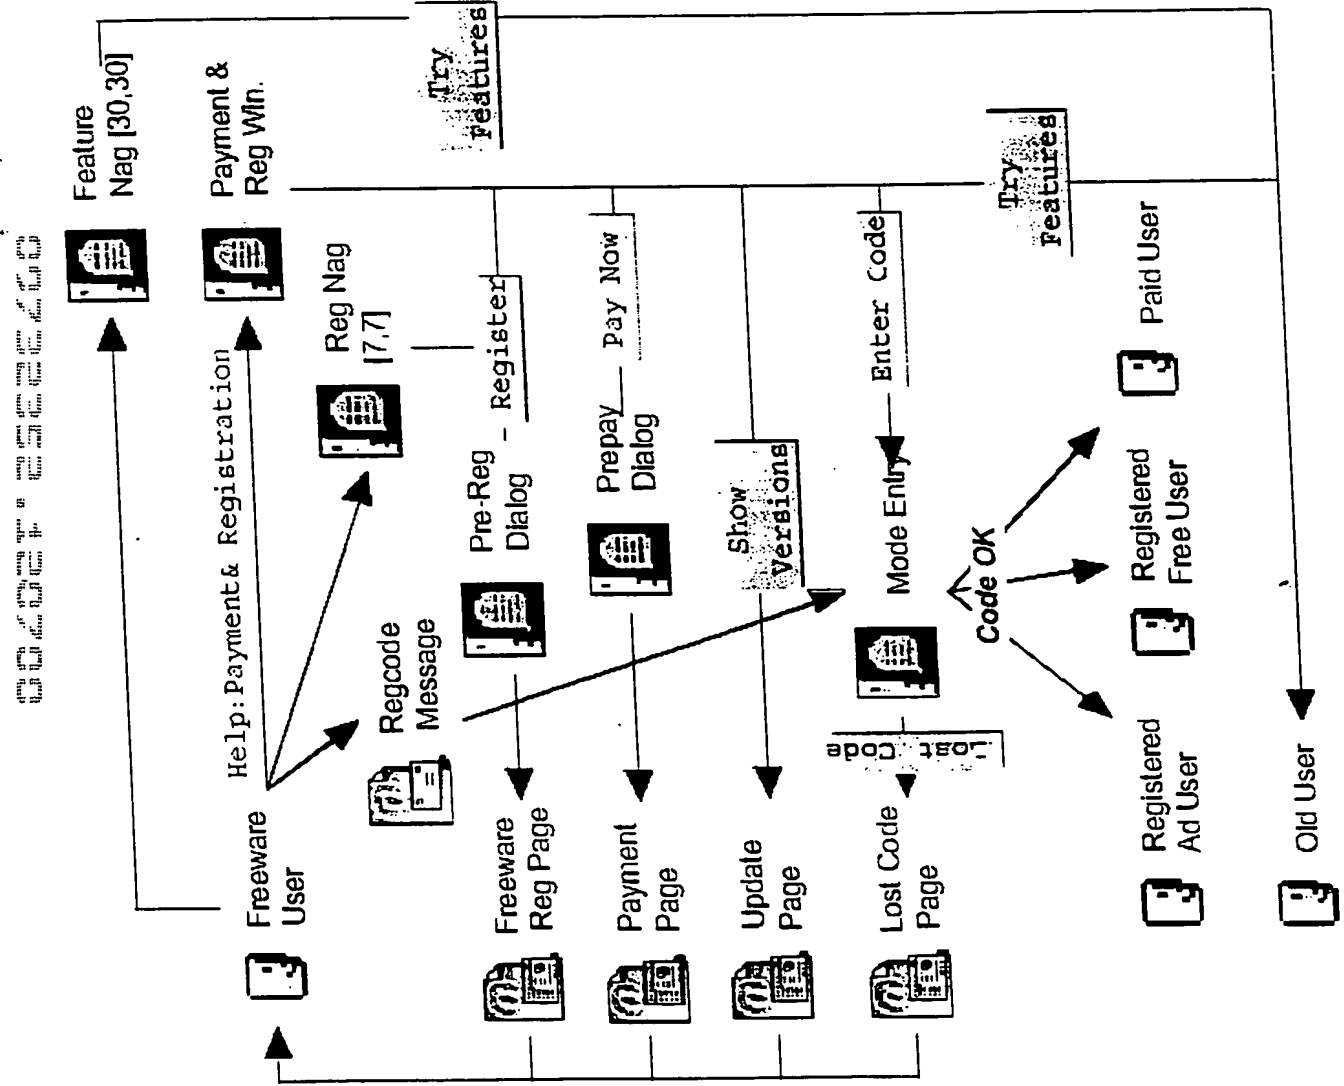 Freeware
User
Feature
Nag [30,30]
Help:Payment& Registration
Payment &
Reg Win.
Reg Nag
[7,7]
Regcode
Message
Freeware
Reg Page
Pre-Reg
Dialog
Register
Try
Features
Payment
Page
Prepay
Dialog
Pay Now
Update
Page
Show
Versions
Lost Code
Page
Lost Code
Mode Entry
Enter Code
Code OK
Try
Features
Registered
Ad User
Registered
Free User
Paid User
Old User